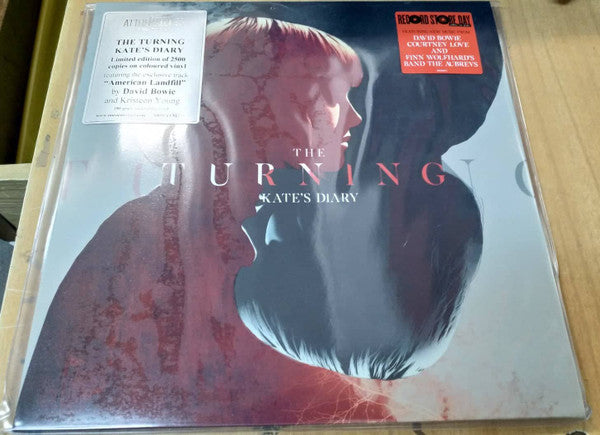 THE TURNING
KATE'S DIARY
Limited edition of 2500
copies on coloured vinyl
featuring the exclusive track
"American Landfill"
by David Bowie
and Kristeen Young
RECORD STORE DAY
FEATURING NEW MUSIC FROM
DAVID BOWIE
COURTNEY LOVE
AND
FINN WOLFHARD'S
BAND THE AUBREYS
THE
TURNING
KATE'S DIARY